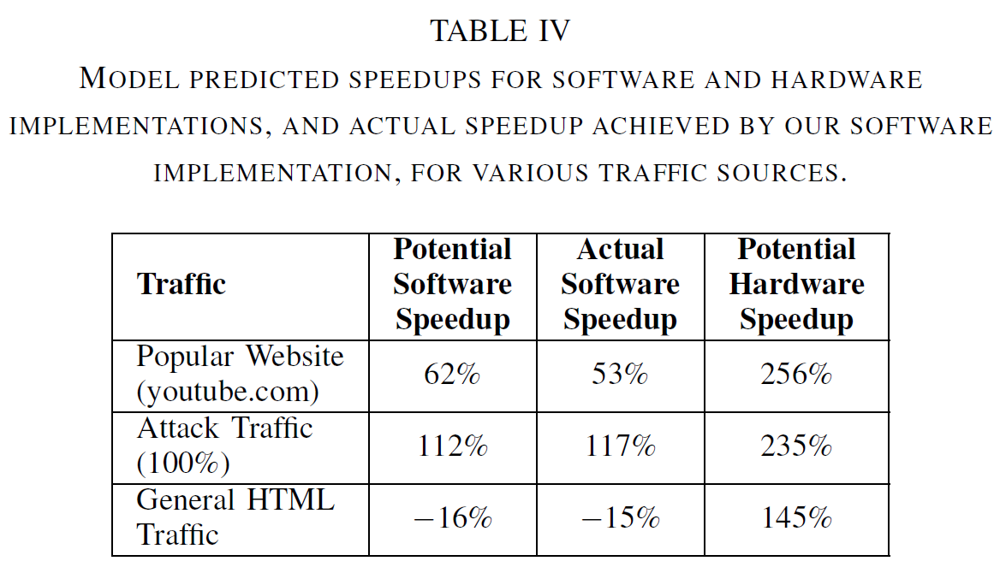 TABLE IV
MODEL PREDICTED SPEEDUPS FOR SOFTWARE AND HARDWARE
IMPLEMENTATIONS, AND ACTUAL SPEEDUP ACHIEVED BY OUR SOFTWARE
IMPLEMENTATION, FOR VARIOUS TRAFFIC SOURCES.
Traffic
Potential
Software
Speedup
Actual
Software
Speedup
Potential
Hardware
Speedup
Popular Website
(youtube.com)
62%
53%
256%
Attack Traffic
(100%)
112%
117%
235%
General HTML
Traffic
−16%
−15%
145%